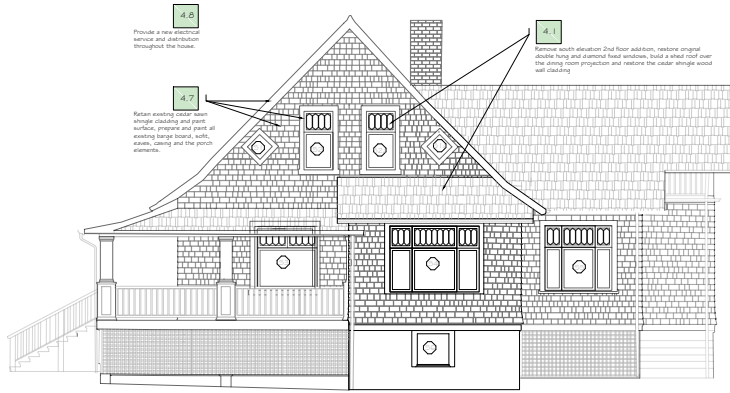 4.8
Provide a new electrical
service and distribution
throughout the house.
4.7
Retain existing cedar sawn
shingle cladding and paint
surface, prepare and paint all
existing barge board, sofit,
eaves, casing and the porch
elements.
4.1
Remove south elevation 2nd floor addition, restore original
double hung and diamond fixed windows, build a shed roof over
the dining room projection and restore the cedar shingle wood
wall cladding